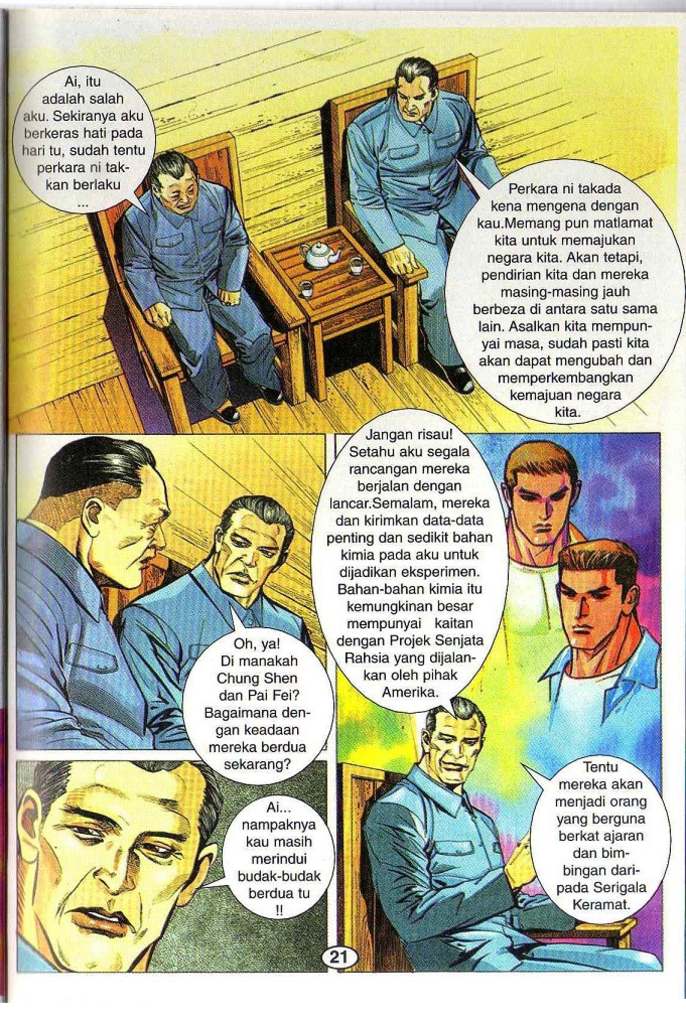 Ai, itu
adalah salah
aku. Sekiranya aku
berkeras hati pada
hari tu, sudah tentu
perkara ni tak-
kan berlaku
...
Perkara ni takada
kena mengena dengan
kau.Memang pun matlamat
kita untuk memajukan
negara kita. Akan tetapi,
pendirian kita dan mereka
masing-masing jauh
berbeza di antara satu sama
lain. Asalkan kita mempun-
yai masa, sudah pasti kita
akan dapat mengubah dan
memperkembangkan
kemajuan negara
kita.
Oh, ya!
Di manakah
Chung Shen
dan Pai Fei?
Bagaimana den-
gan keadaan
mereka berdua
sekarang?
Jangan risau!
Setahu aku segala
rancangan mereka
berjalan dengan
lancar.Semalam, mereka
dan kirimkan data-data
penting dan sedikit bahan
kimia pada aku untuk
dijadikan eksperimen.
Bahan-bahan kimia itu
kemungkinan besar
mempunyai kaitan
dengan Projek Senjata
Rahsia yang dijalan-
kan oleh pihak
Amerika.
Ai...
nampaknya
kau masih
merindui
budak-budak
berdua tu
!!
Tentu
mereka akan
menjadi orang
yang berguna
berkat ajaran
dan bim-
bingan dari-
pada Serigala
Keramat.
21